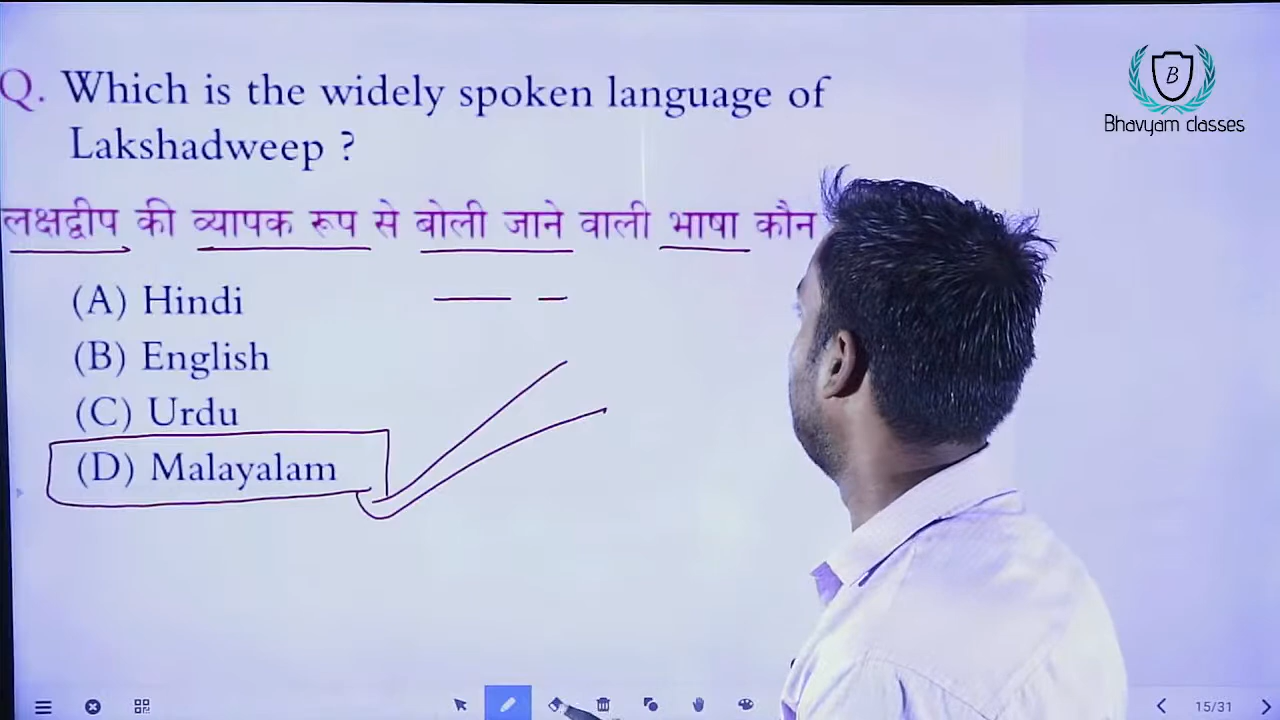 Q. Which is the widely spoken language of
Lakshadweep ?
लक्षद्वीप की व्यापक रूप से बोली जाने वाली भाषा कौन
(A) Hindi
(B) English
(C) Urdu
(D) Malayalam
B
Bhavyam classes
15/31